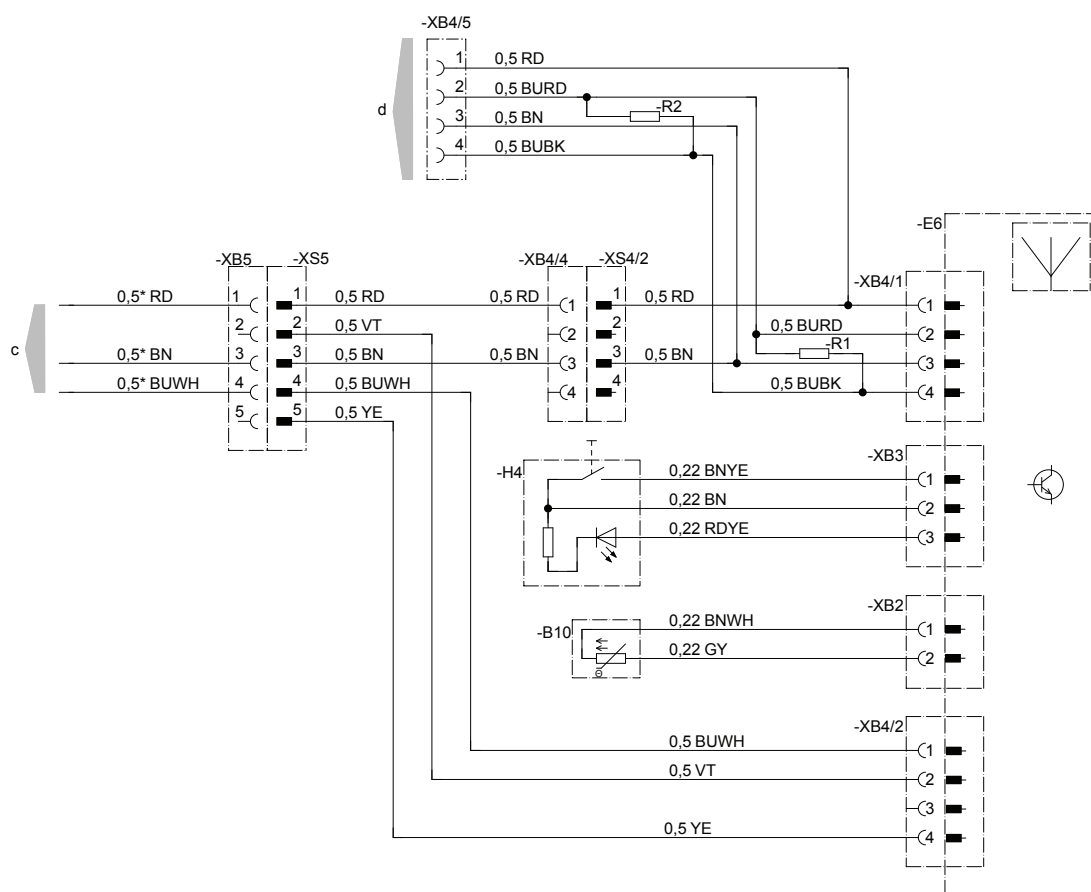 -XB4/5
1 0,5 RD
d 2 0,5 BURD
-R2
3 0,5 BN
4 0,5 BUBK
-E6
-XB5 -XS5 -XB4/4 -XS4/2
-XB4/1
0,5* RD 1 1 0,5 RD 0,5 RD 1 1 0,5 RD 1
2 2 0,5 VT 2 2 0,5 BURD 2
-R1
c 0,5* BN 3 3 0,5 BN 0,5 BN 3 3 0,5 BN 3
0,5* BUWH 4 4 0,5 BUWH 4 4 0,5 BUBK 4
5 5 0,5 YE
-XB3
-H4 0,22 BNYE 1
0,22 BN 2
0,22 RDYE 3
-XB2
-B10 0,22 BNWH 1
0,22 GY 2
-XB4/2
0,5 BUWH 1
0,5 VT 2
3
0,5 YE 4